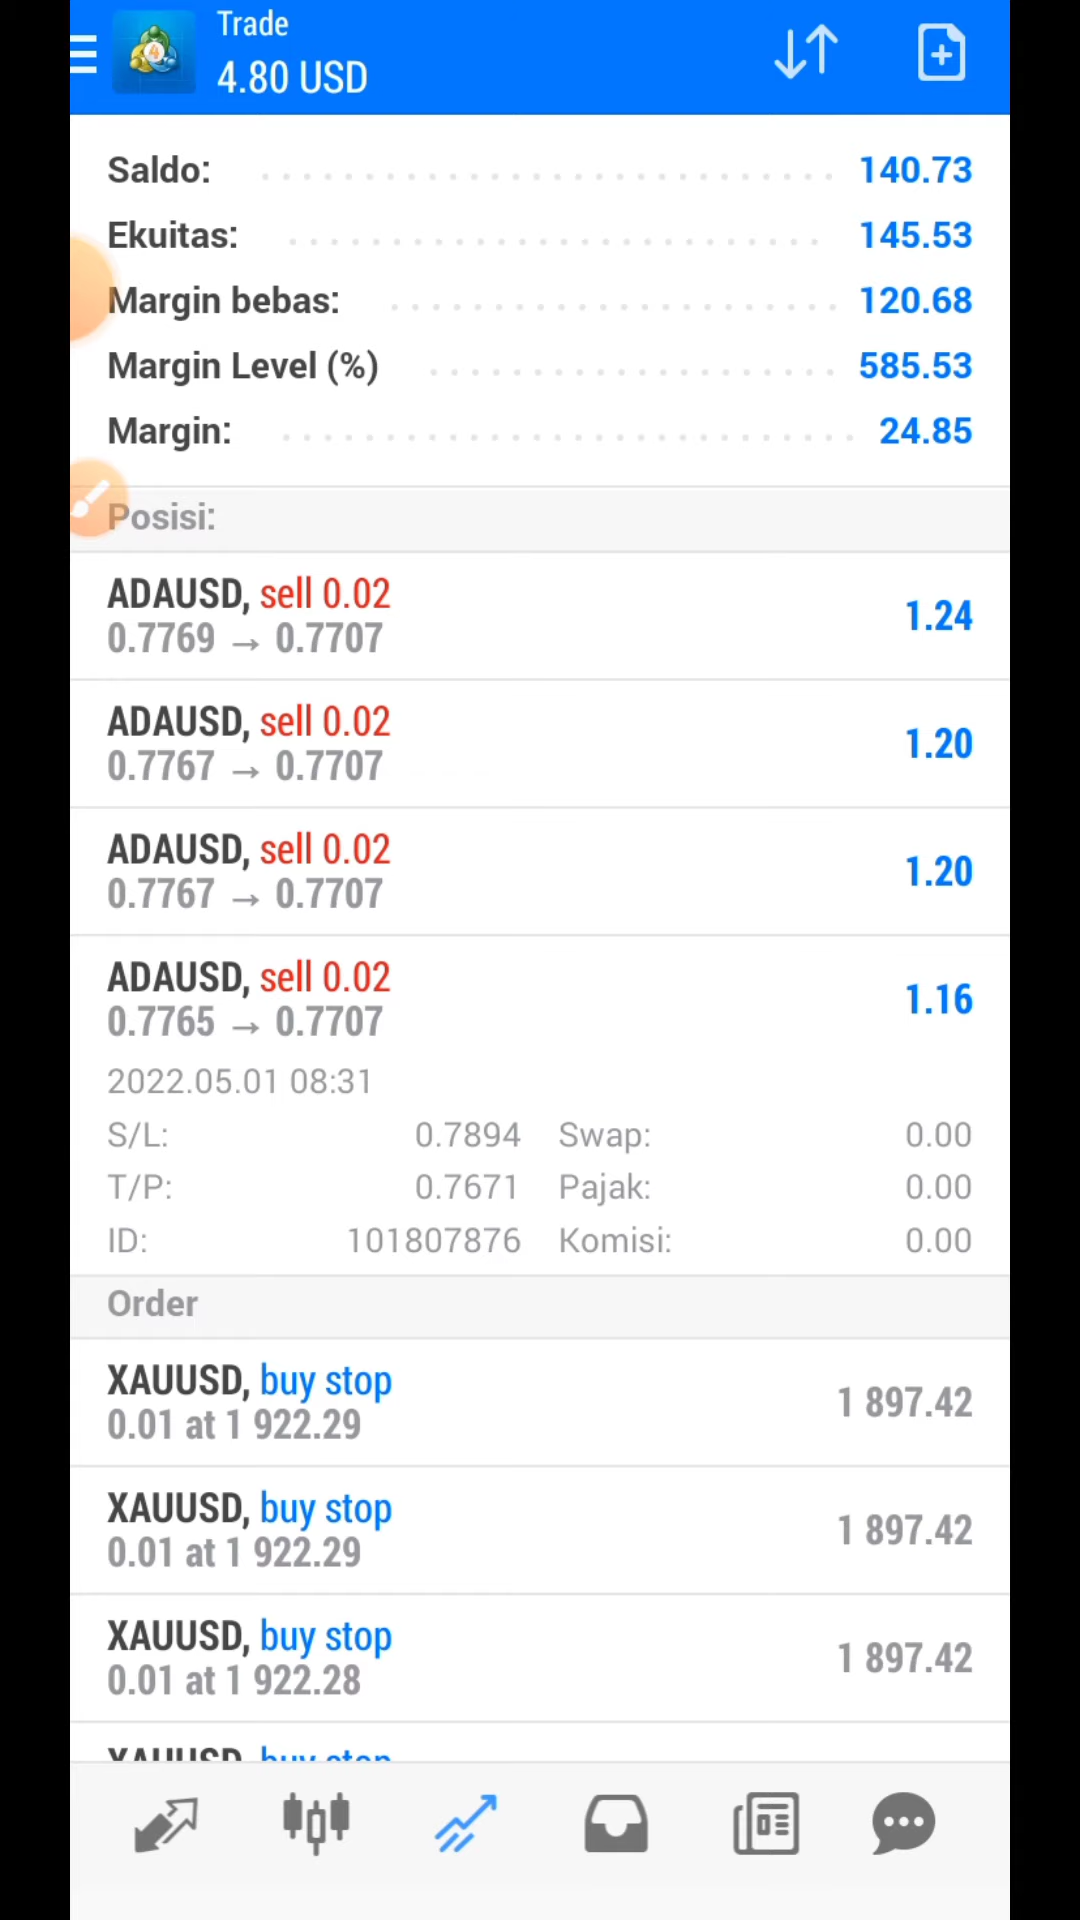 Trade
4.80 USD
Saldo: 140.73
Ekuitas: 145.53
Margin bebas: 120.68
Margin Level (%) 585.53
Margin: 24.85
Posisi:
ADAUSD, sell 0.02
0.7769 → 0.7707
1.24
ADAUSD, sell 0.02
0.7767 → 0.7707
1.20
ADAUSD, sell 0.02
0.7767 → 0.7707
1.20
ADAUSD, sell 0.02
0.7765 → 0.7707
1.16
2022.05.01 08:31
S/L: 0.7894 Swap: 0.00
T/P: 0.7671 Pajak: 0.00
ID: 101807876 Komisi: 0.00
Order
XAUUSD, buy stop
0.01 at 1 922.29
1 897.42
XAUUSD, buy stop
0.01 at 1 922.29
1 897.42
XAUUSD, buy stop
0.01 at 1 922.28
1 897.42
XAUUSD, buy stop